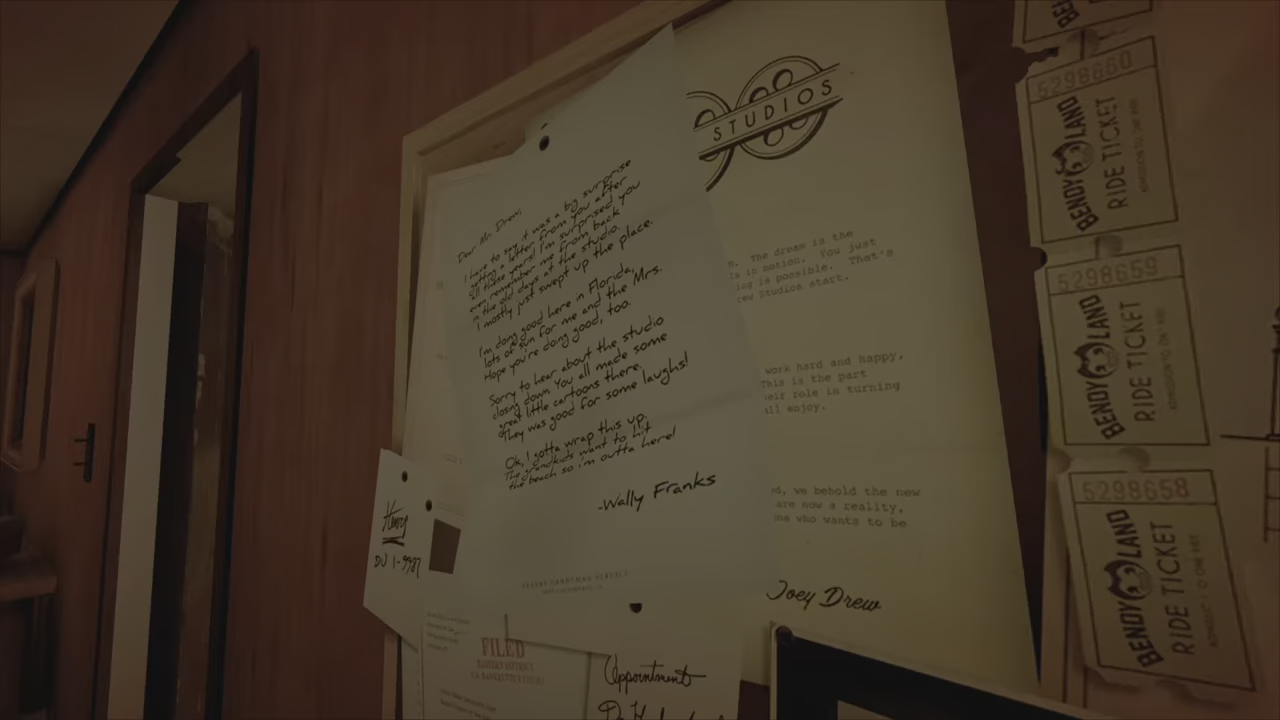 Dear Mr. Drew,
I have to say it was a big surprise
getting a letter from you after
all these years! I'm surprised you
even remember me from back
in the old days at the studio.
I mostly just swept up the place.
I'm doing good here in Florida,
lots of sun for me and the Mrs.
Hope you're doing good, too.
Sorry to hear about the studio
closing down. You all made some
great little cartoons there.
They was good for some laughs!
Ok, I gotta wrap this up.
The grandkids want to hit
the beach so i'm outta here!
-Wally Franks
Henry
DU 1-9987
FILED
Appointments
STUDIOS
The dream is the
in motion. You just
is possible. That's
Studios start.
work hard and happy,
This is the part
role in turning
enjoy.
we behold the new
are now a reality,
who wants to be
Joey Drew
5298660
BENDY LAND
RIDE TICKET
5298659
BENDY LAND
RIDE TICKET
5298658
BENDY LAND
RIDE TICKET